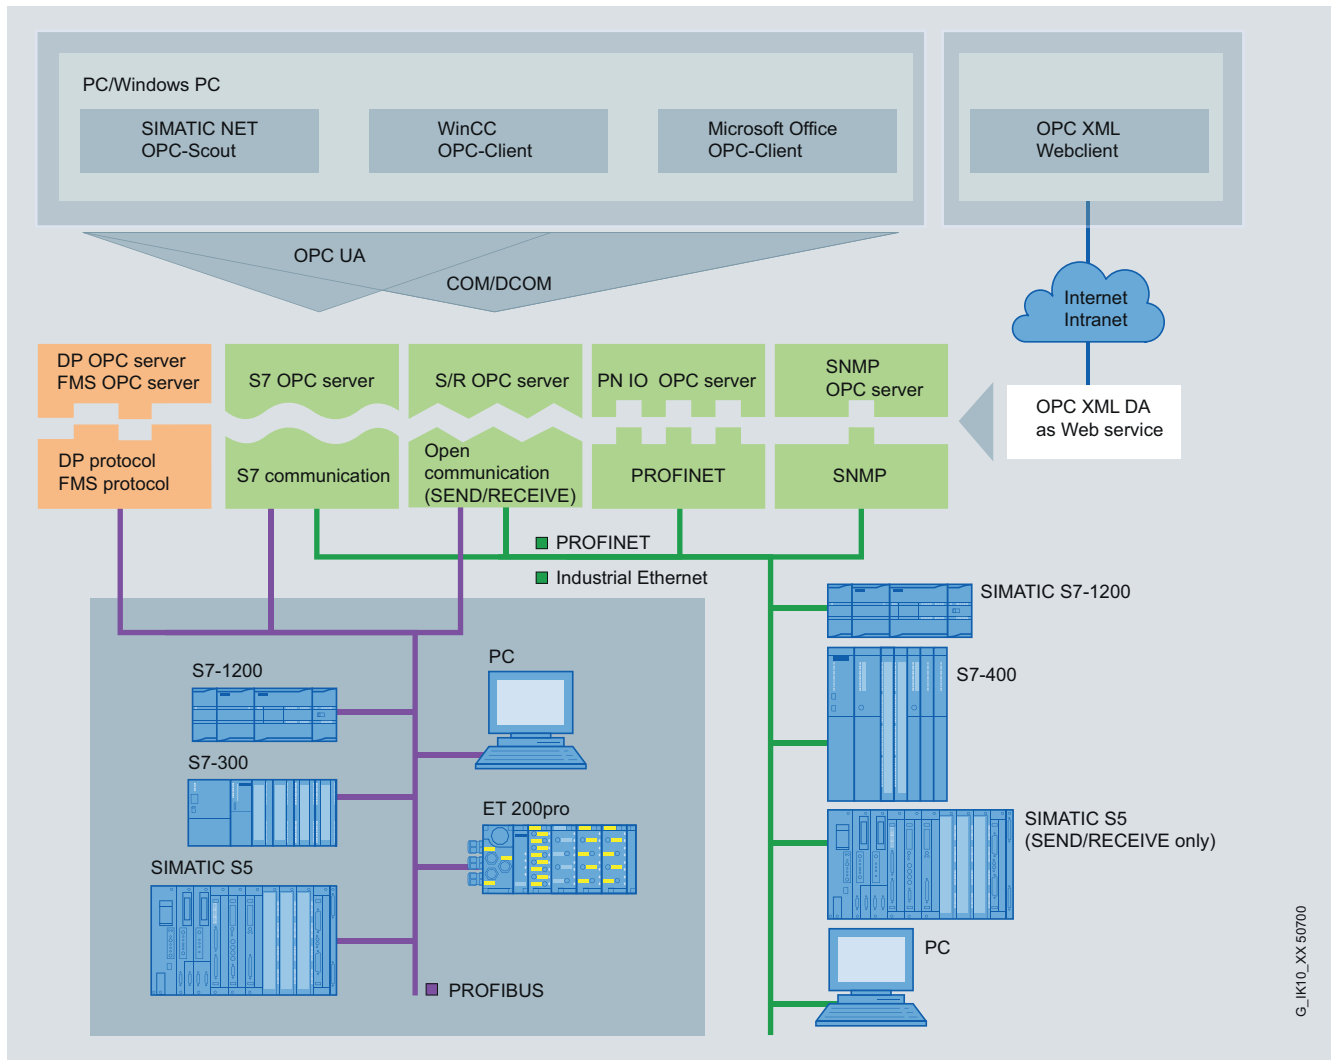 PC/Windows PC
SIMATIC NET
OPC-Scout
WinCC
OPC-Client
Microsoft Office
OPC-Client
OPC XML
Webclient
OPC UA
COM/DCOM
Internet
Intranet
DP OPC server
FMS OPC server
S7 OPC server
S/R OPC server
PN IO OPC server
SNMP
OPC server
OPC XML DA
as Web service
DP protocol
FMS protocol
S7 communication
Open
communication
(SEND/RECEIVE)
PROFINET
SNMP
PROFINET
Industrial Ethernet
SIMATIC S7-1200
S7-400
SIMATIC S5
(SEND/RECEIVE only)
PC
S7-1200
PC
S7-300
ET 200pro
SIMATIC S5
PROFIBUS
G_IK10_XX 50700